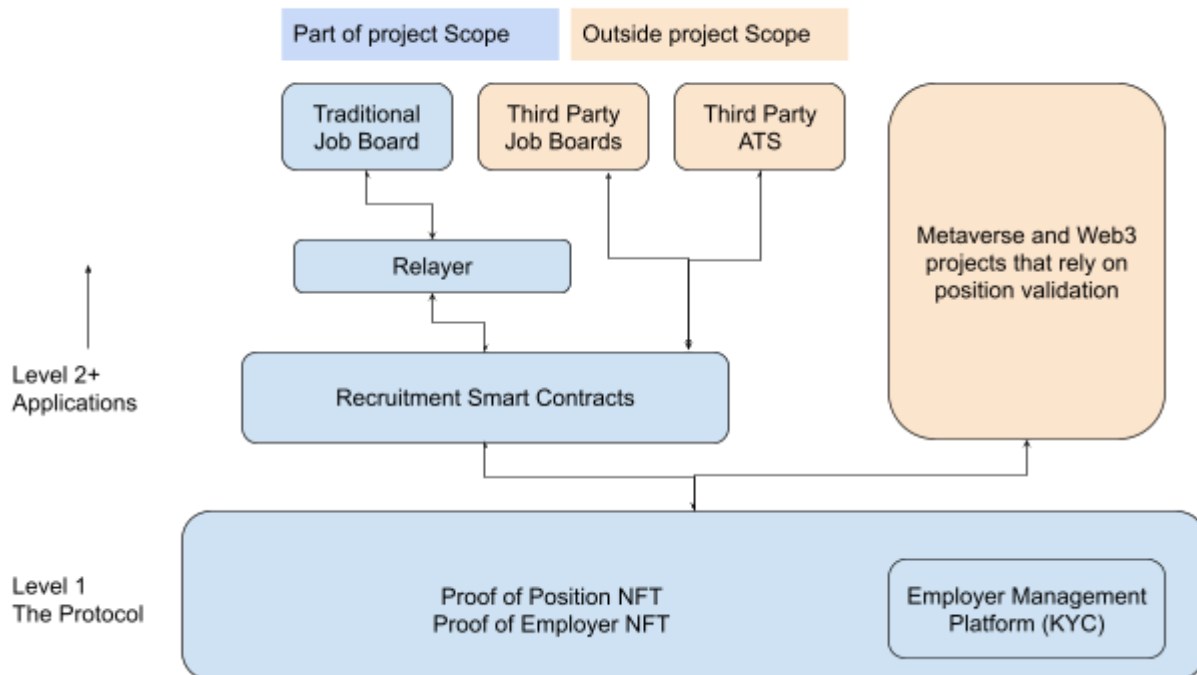 Part of project Scope
Outside project Scope
Traditional
Job Board
Third Party
Job Boards
Third Party
ATS
Metaverse and Web3
projects that rely on
position validation
Relayer
Level 2+
Applications
Recruitment Smart Contracts
Level 1
The Protocol
Proof of Position NFT
Proof of Employer NFT
Employer Management
Platform (KYC)